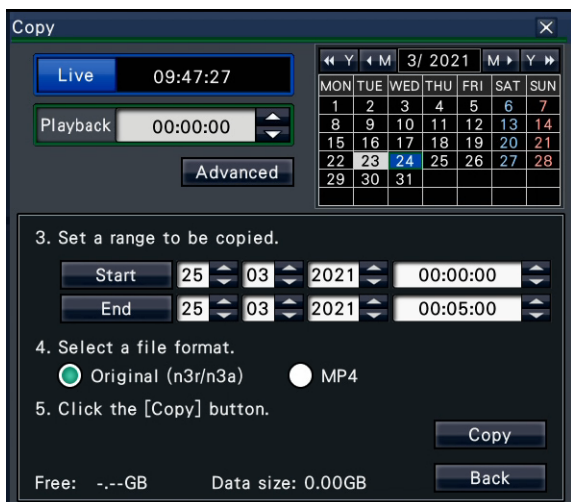 Copy
Live 09:47:27
Y M 3/ 2021 M Y
MON TUE WED THU FRI SAT SUN
1 2 3 4 5 6 7
Playback 00:00:00
8 9 10 11 12 13 14
15 16 17 18 19 20 21
Advanced
22 23 24 25 26 27 28
29 30 31
3. Set a range to be copied.
Start 25 03 2021 00:00:00
End 25 03 2021 00:05:00
4. Select a file format.
Original (n3r/n3a) MP4
5. Click the [Copy] button.
Copy
Free: -.--GB Data size: 0.00GB Back